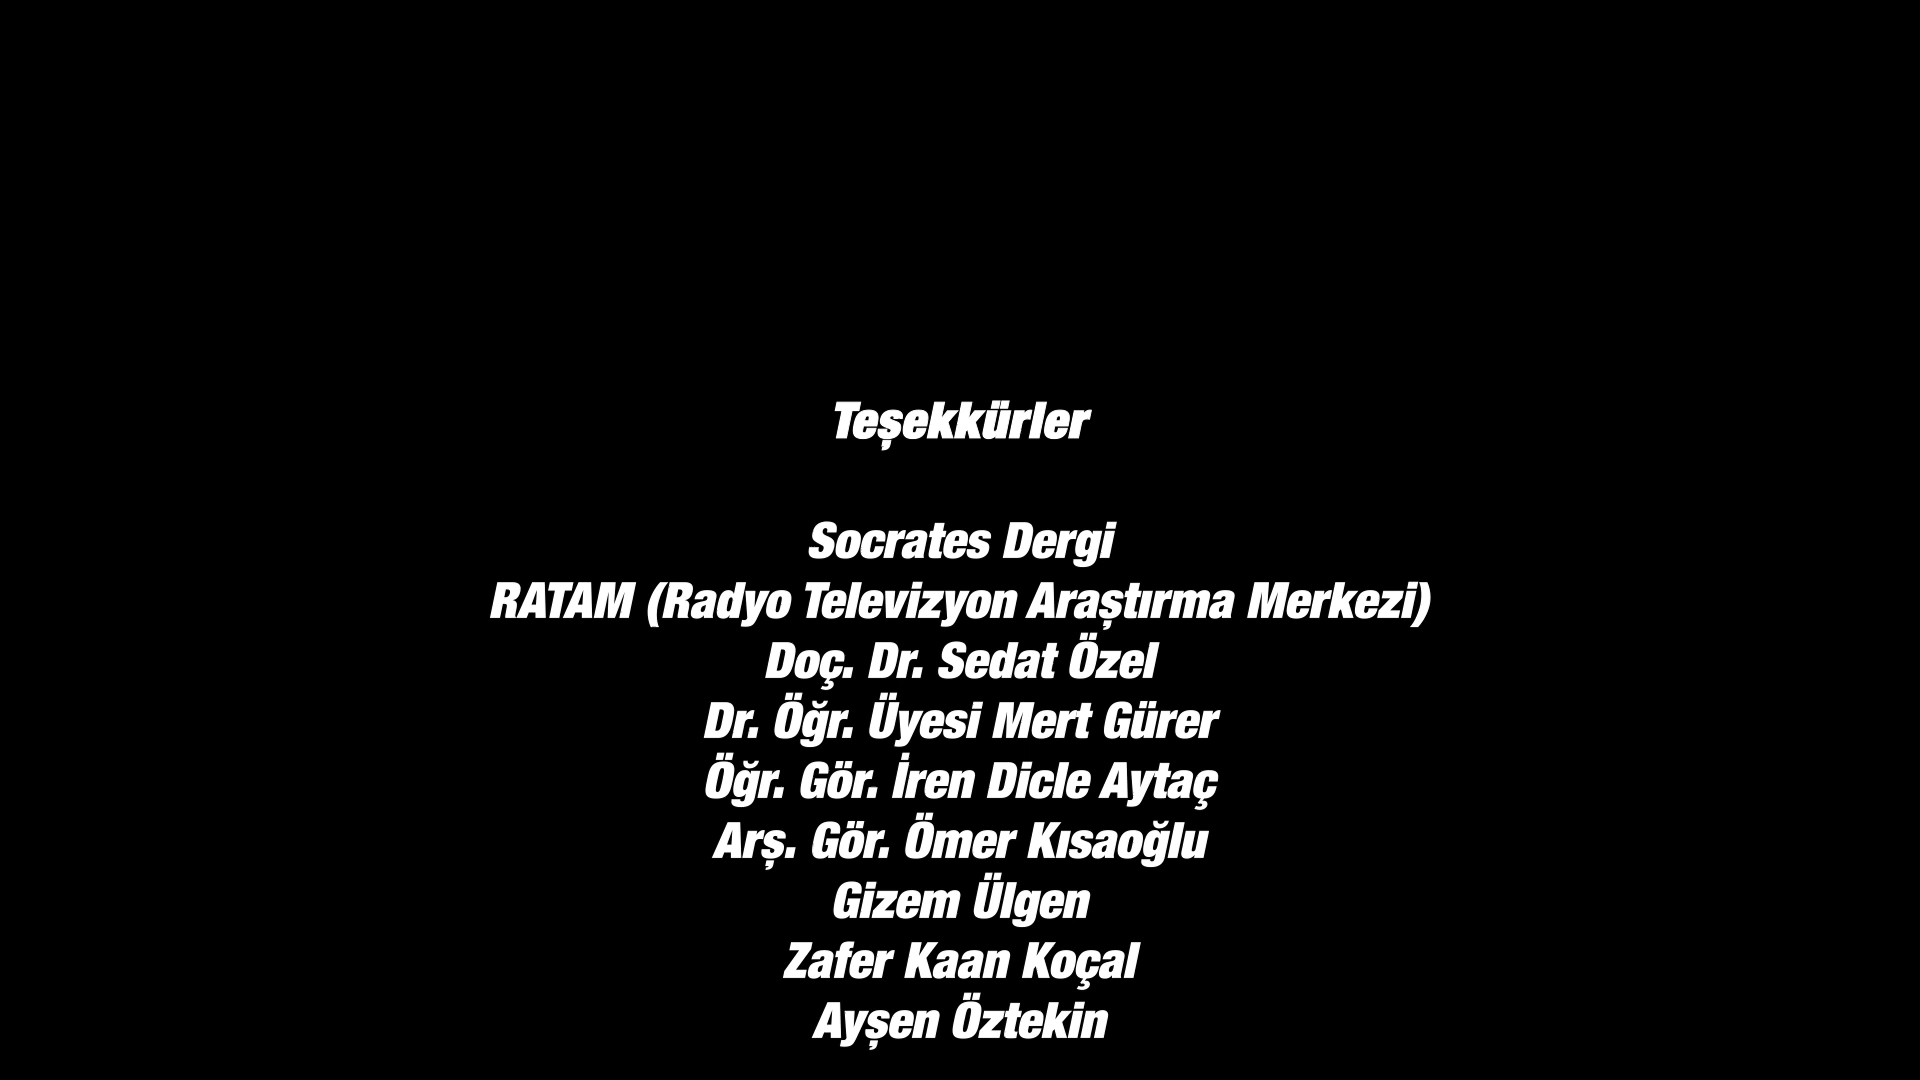 Teşekkürler
Socrates Dergi
RATAM (Radyo Televizyon Araştırma Merkezi)
Doç. Dr. Sedat Özel
Dr. Öğr. Üyesi Mert Gürer
Öğr. Gör. İren Dicle Aytaç
Arş. Gör. Ömer Kısaoğlu
Gizem Ülgen
Zafer Kaan Koçal
Ayşen Öztekin